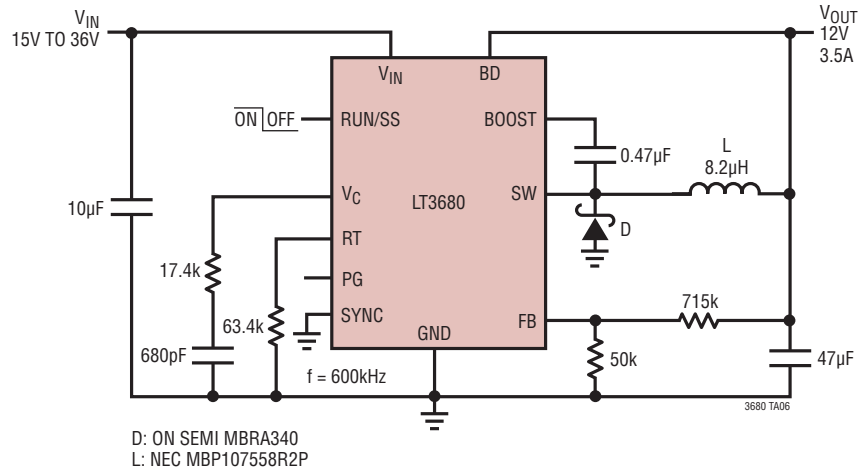 VIN
15V TO 36V
VOUT
12V
3.5A
VIN
BD
ON OFF
RUN/SS
BOOST
0.47µF
L
8.2µH
VC
LT3680
SW
10µF
D
RT
17.4k
PG
715k
63.4k
SYNC
FB
GND
680pF
50k
47µF
f = 600kHz
3680 TA06
D: ON SEMI MBRA340
L: NEC MBP107558R2P